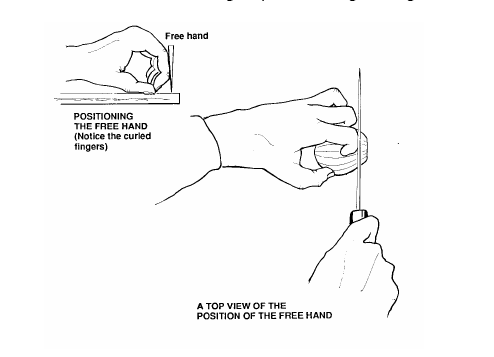 Free hand
POSITIONING
THE FREE HAND
(Notice the curled
fingers)
A TOP VIEW OF THE
POSITION OF THE FREE HAND